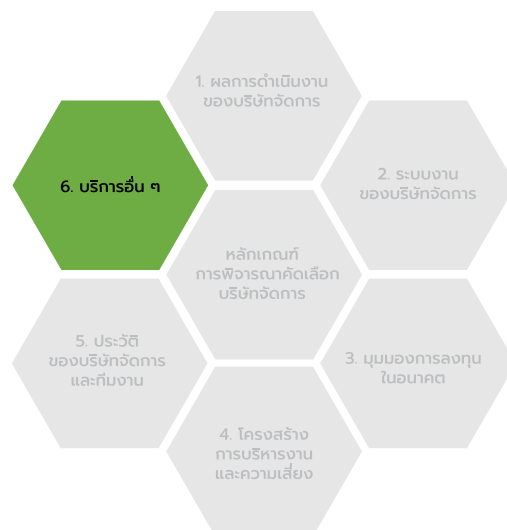 1. ผลการดำเนินงาน
ของบริษัทจัดการ
2. ระบบงาน
ของบริษัทจัดการ
3. มุมมองการลงทุน
ในอนาคต
4. โครงสร้าง
การบริหารงาน
และความเสี่ยง
5. ประวัติ
ของบริษัทจัดการ
และทีมงาน
6. บริการอื่น ๆ
หลักเกณฑ์
การพิจารณาคัดเลือก
บริษัทจัดการ